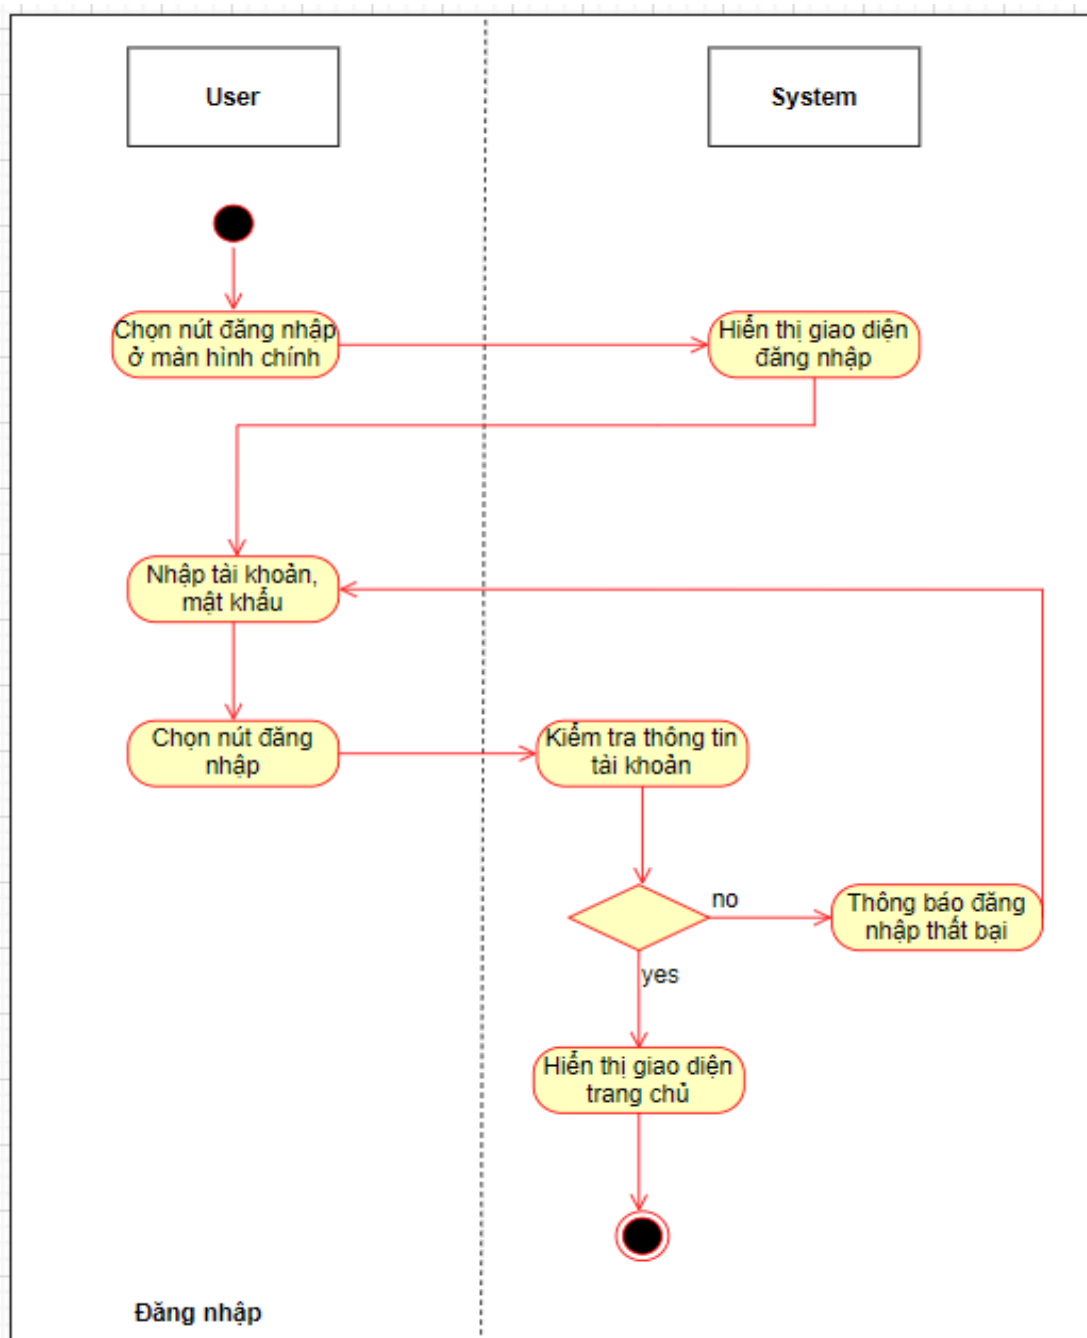 User
System
Chọn nút đăng nhập
ở màn hình chính
Hiển thị giao diện
đăng nhập
Nhập tài khoản,
mật khẩu
Chọn nút đăng
nhập
Kiểm tra thông tin
tài khoản
no
Thông báo đăng
nhập thất bại
yes
Hiển thị giao diện
trang chủ
Đăng nhập